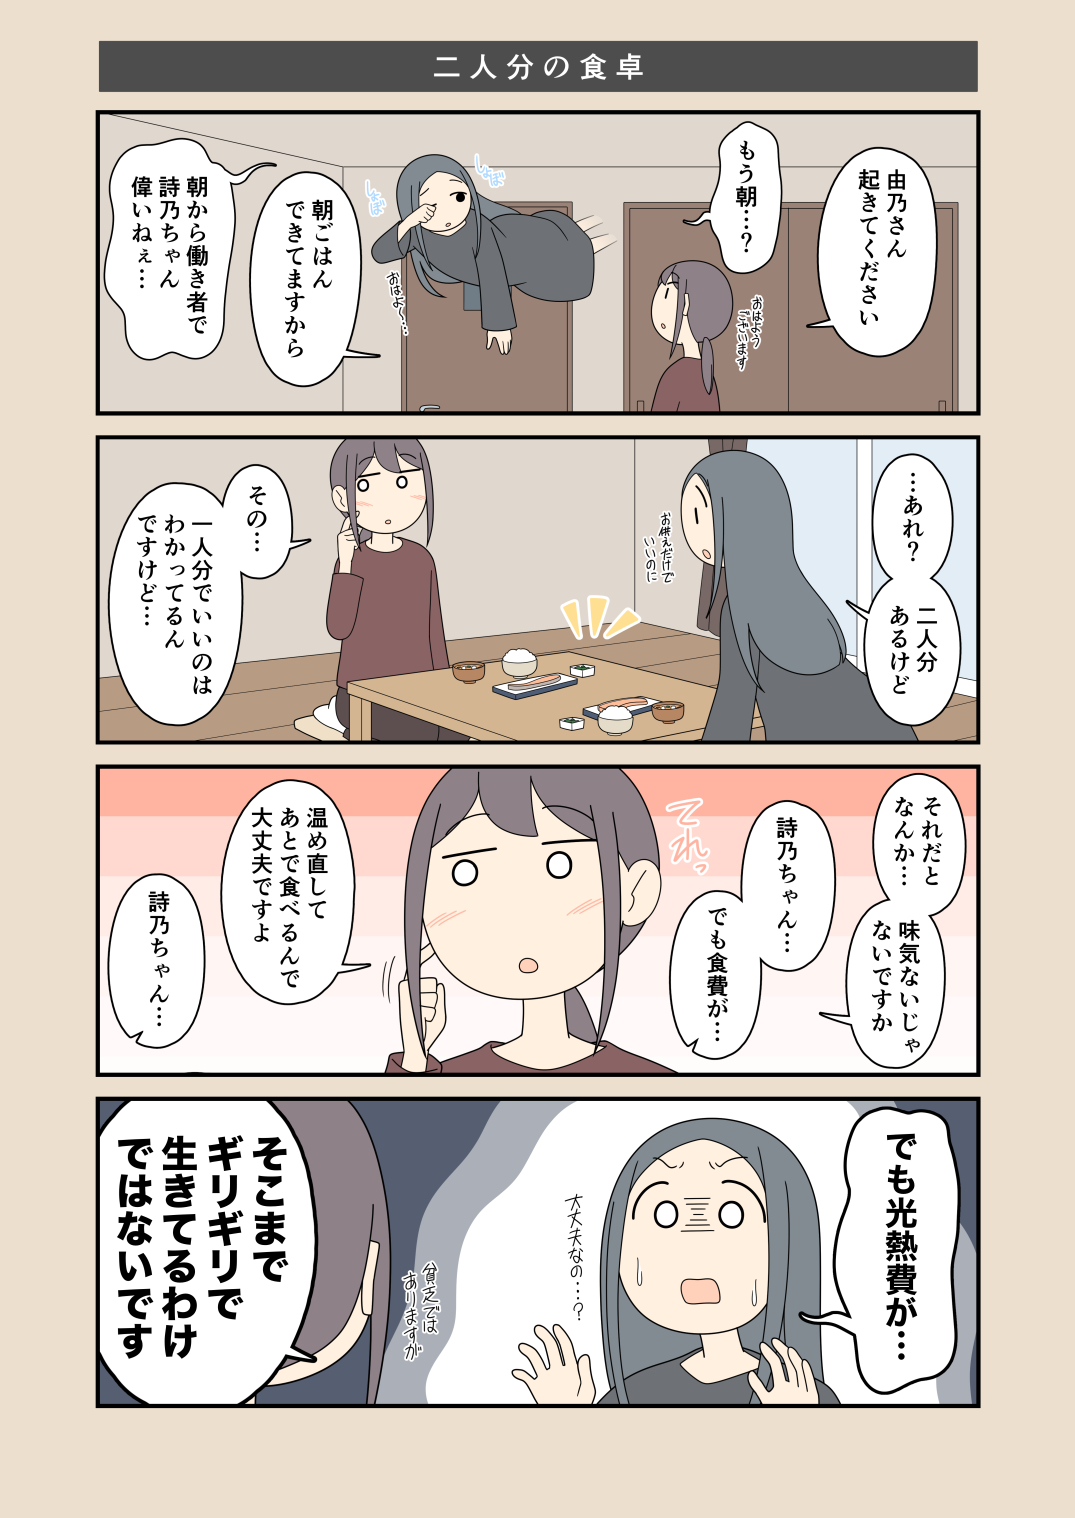 二人分の食卓
由乃さん
起きてください
もう朝…?
おはよう
ございます
しょぼ
しょぼ
おはよ〜…
朝ごはん
できてますから
朝から働き者で
詩乃ちゃん
偉いねぇ…
…あれ?
二人分
あるけど
お供えだけで
いいのに
その…
一人分でいいのは
わかってるん
ですけど…
それだと
なんか…
味気ないじゃ
ないですか
詩乃ちゃん…
でも食費が…
てれっ
温め直して
あとで食べるんで
大丈夫ですよ
詩乃ちゃん…
でも光熱費が…
大丈夫なの…?
貧乏では
ありますが
そこまで
ギリギリで
生きてるわけ
ではないです